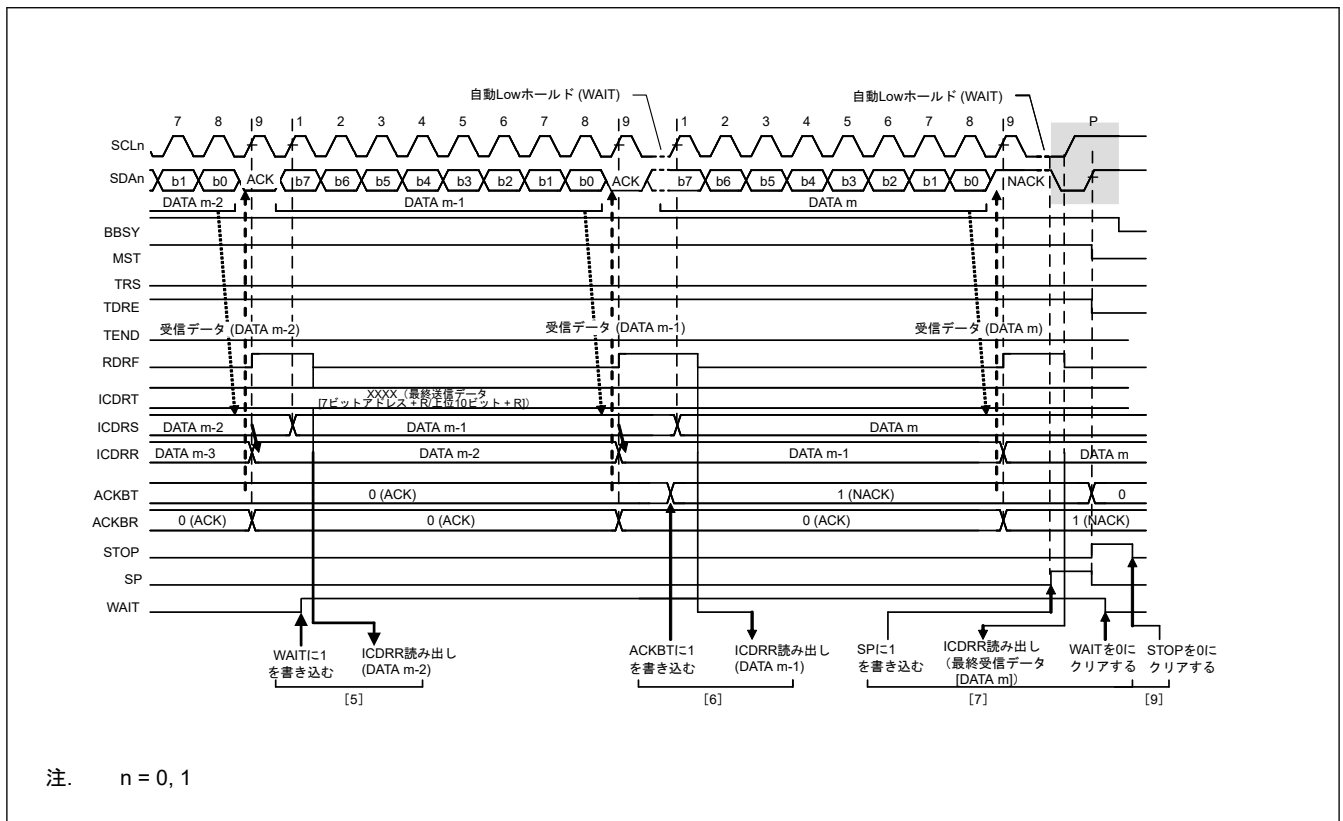 自動Lowホールド (WAIT) 自動Lowホールド (WAIT)
7 8 9 1 2 3 4 5 6 7 8 9 1 2 3 4 5 6 7 8 9 P
SCLn
SDAn b1 b0 ACK b7 b6 b5 b4 b3 b2 b1 b0 ACK b7 b6 b5 b4 b3 b2 b1 b0 NACK
DATA m-2 DATA m-1 DATA m
BBSY
MST
TRS
TDRE
TEND 受信データ (DATA m-2) 受信データ (DATA m-1) 受信データ (DATA m)
RDRF
ICDRT XXXX（最終送信データ
[7ビットアドレス + R/上位10ビット + R]）
ICDRS DATA m-2 DATA m-1 DATA m
ICDRR DATA m-3 DATA m-2 DATA m-1 DATA m
ACKBT 0 (ACK) 1 (NACK) 0
ACKBR 0 (ACK) 0 (ACK) 0 (ACK) 1 (NACK)
STOP
SP
WAIT
WAITに1
を書き込む
ICDRR読み出し
(DATA m-2)
ACKBTに1
を書き込む
ICDRR読み出し
(DATA m-1)
SPに1
を書き込む
ICDRR読み出し
（最終受信データ
[DATA m]）
WAITを0に
クリアする
STOPを0に
クリアする
[5] [6] [7] [9]
注. n = 0, 1